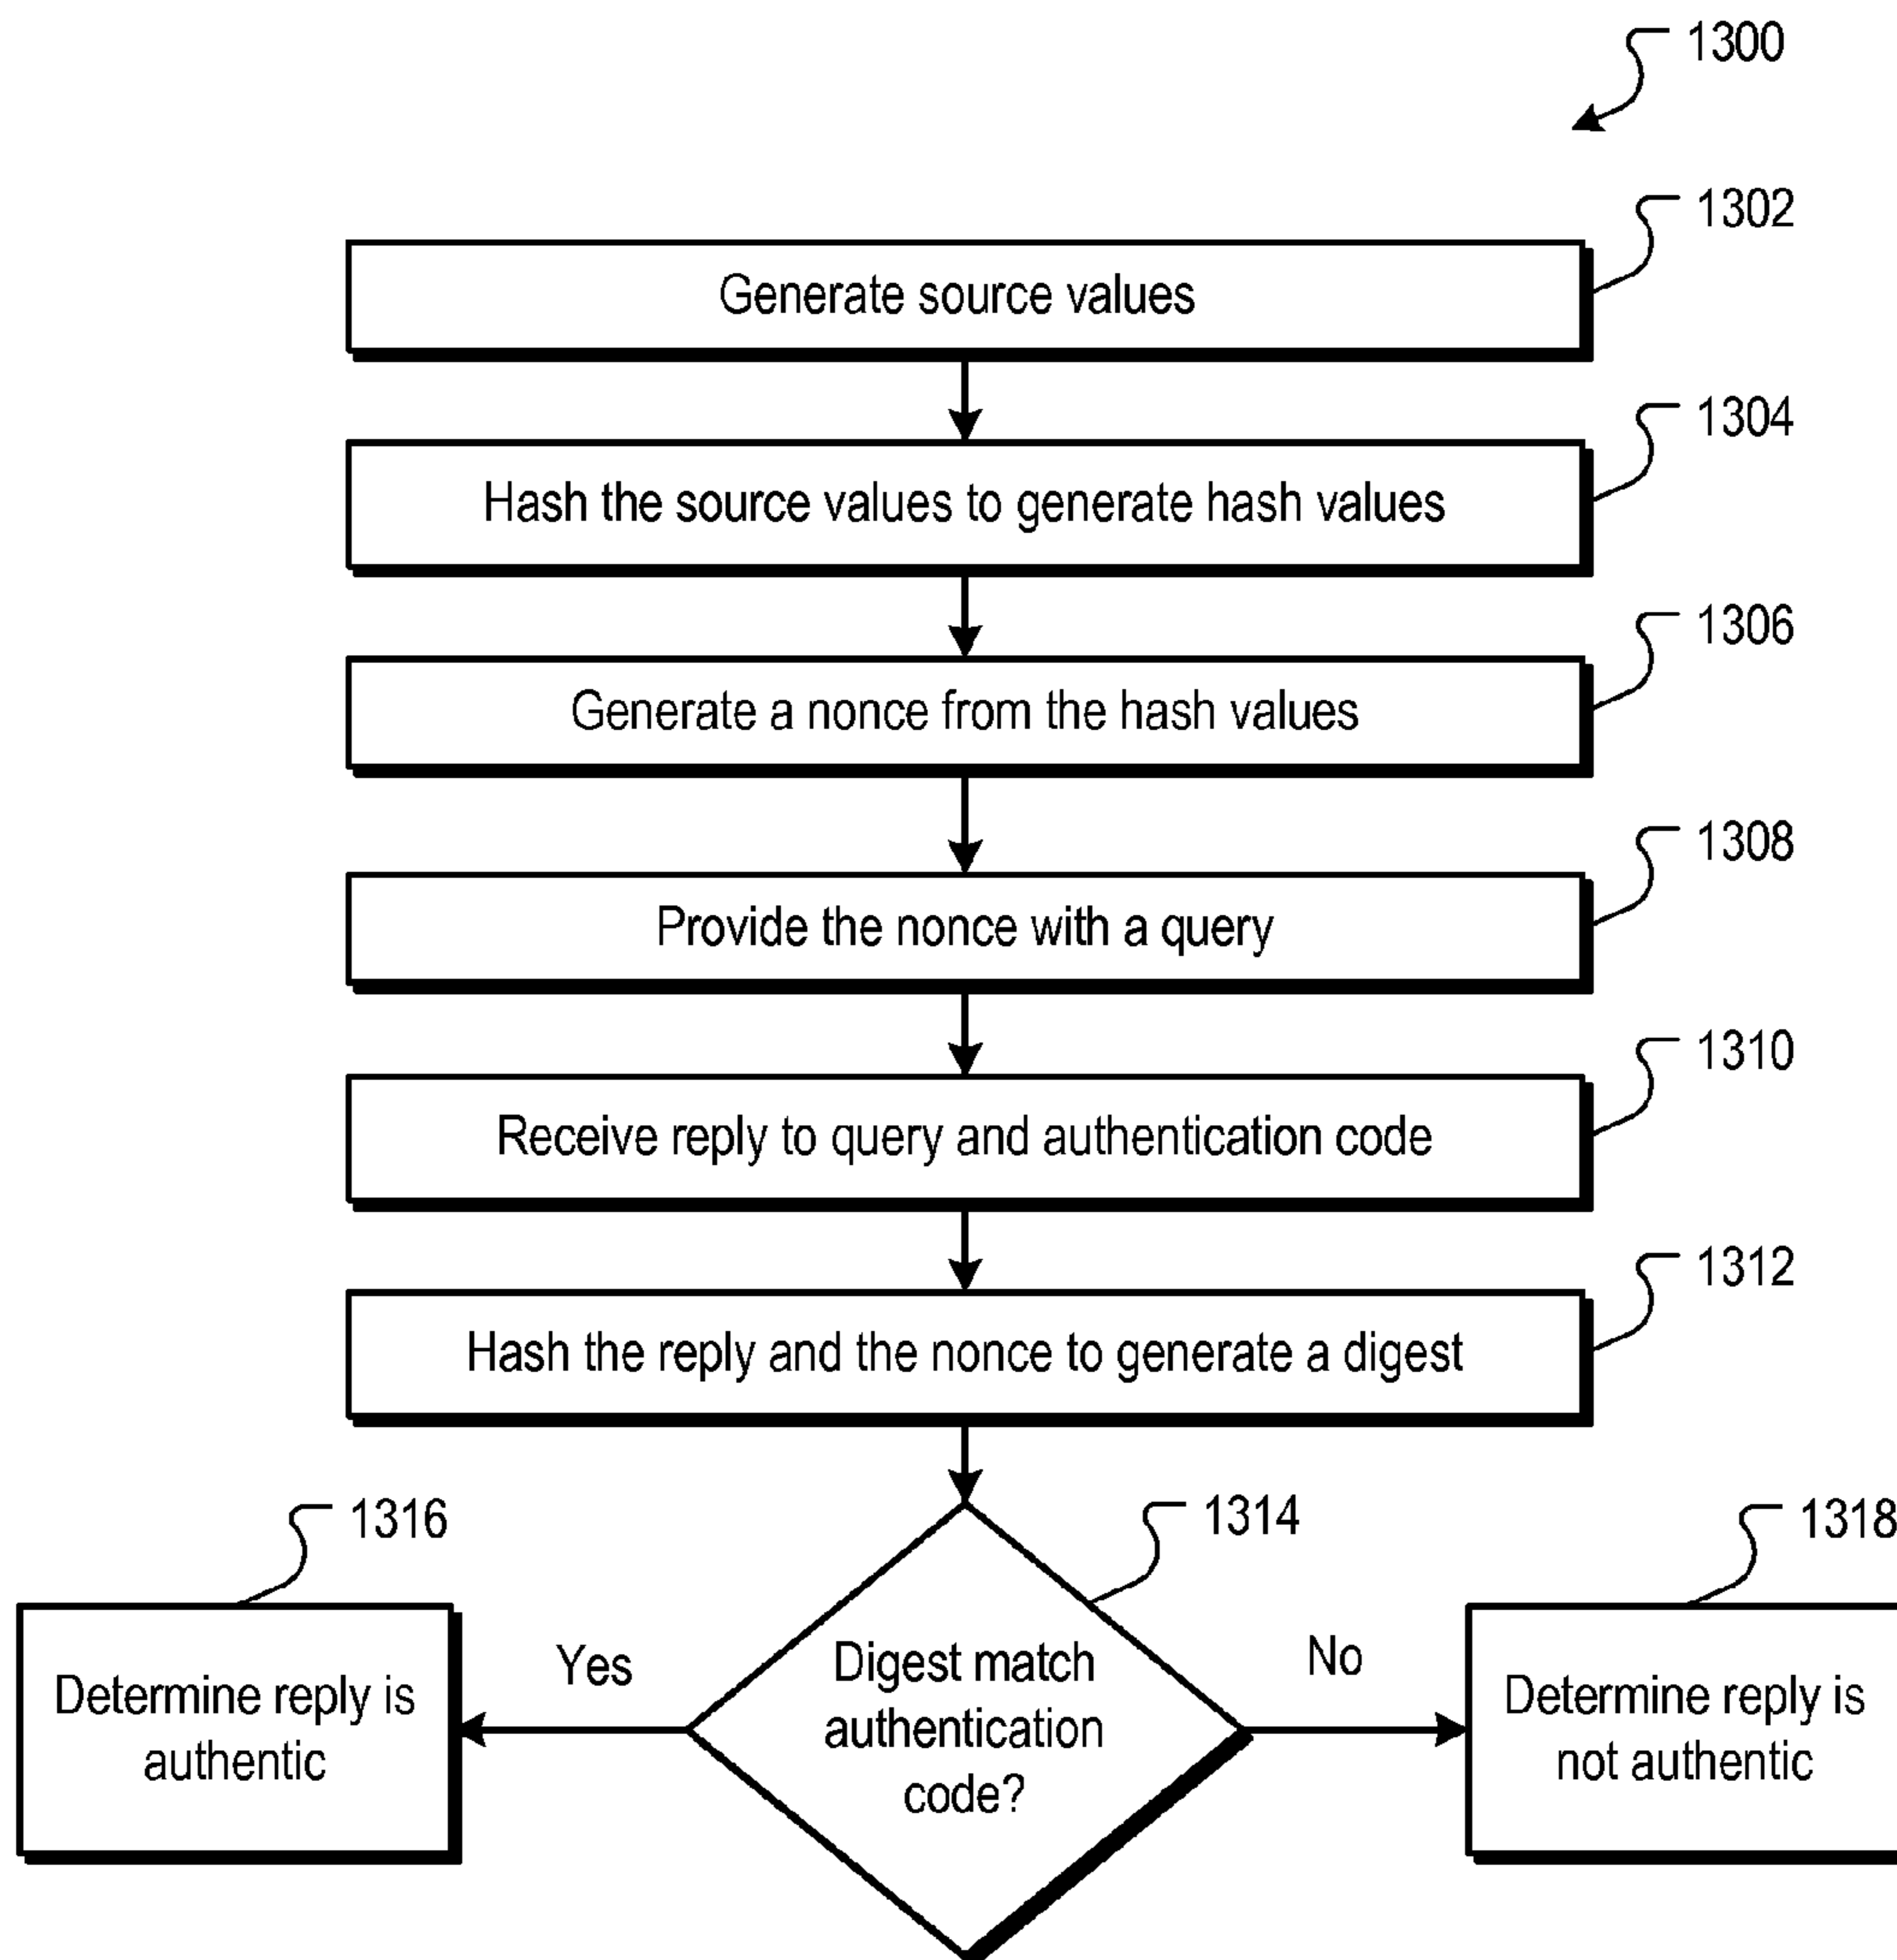 1300
1302
Generate source values
1304
Hash the source values to generate hash values
1306
Generate a nonce from the hash values
1308
Provide the nonce with a query
1310
Receive reply to query and authentication code
1312
Hash the reply and the nonce to generate a digest
1316
1314
1318
Yes
No
Determine reply is
authentic
Digest match
authentication
code?
Determine reply is
not authentic